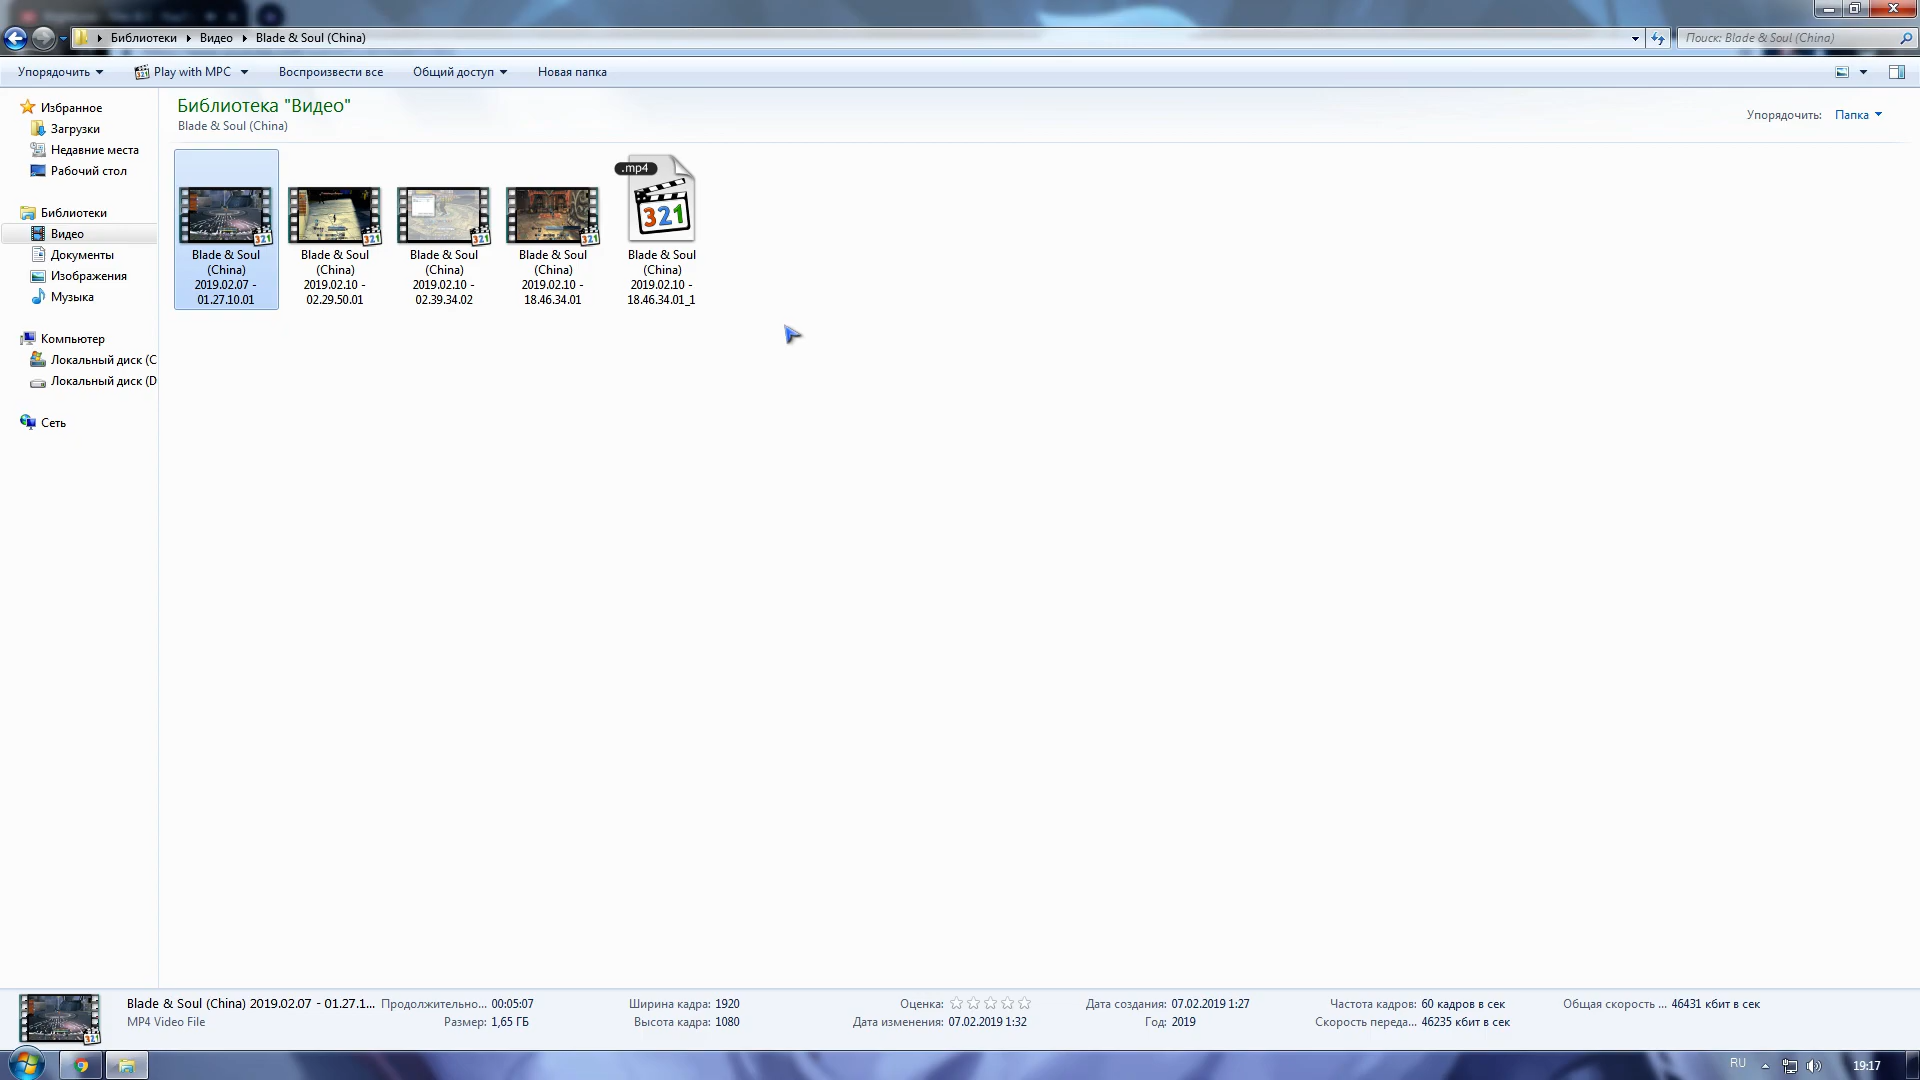 Библиотеки
Видео
Blade & Soul (China)
Поиск: Blade & Soul (China)
Упорядочить
Play with MPC
Воспроизвести все
Общий доступ
Новая папка
Избранное
Загрузки
Недавние места
Рабочий стол
Библиотеки
Видео
Документы
Изображения
Музыка
Компьютер
Локальный диск (C
Локальный диск (D
Сеть
Библиотека "Видео"
Blade & Soul (China)
Упорядочить: Папка
Blade & Soul
(China)
2019.02.07 -
01.27.10.01
Blade & Soul
(China)
2019.02.10 -
02.29.50.01
Blade & Soul
(China)
2019.02.10 -
02.39.34.02
Blade & Soul
(China)
2019.02.10 -
18.46.34.01
.mp4
321
Blade & Soul
(China)
2019.02.10 -
18.46.34.01_1
Blade & Soul (China) 2019.02.07 - 01.27.1...
MP4 Video File
Продолжительно... 00:05:07
Размер: 1,65 ГБ
Ширина кадра: 1920
Высота кадра: 1080
Оценка:
Дата изменения: 07.02.2019 1:32
Дата создания: 07.02.2019 1:27
Год: 2019
Частота кадров: 60 кадров в сек
Скорость переда... 46235 кбит в сек
Общая скорость ... 46431 кбит в сек
RU
19:17